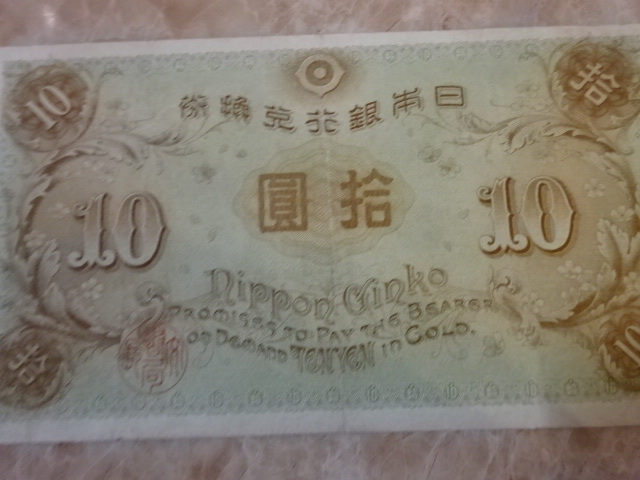 10 拾
日本銀行兌換券
10 拾圓 10
Nippon Ginko
PROMISES TO PAY THE BEARER
ON DEMAND TEN YEN IN GOLD.
拾 10